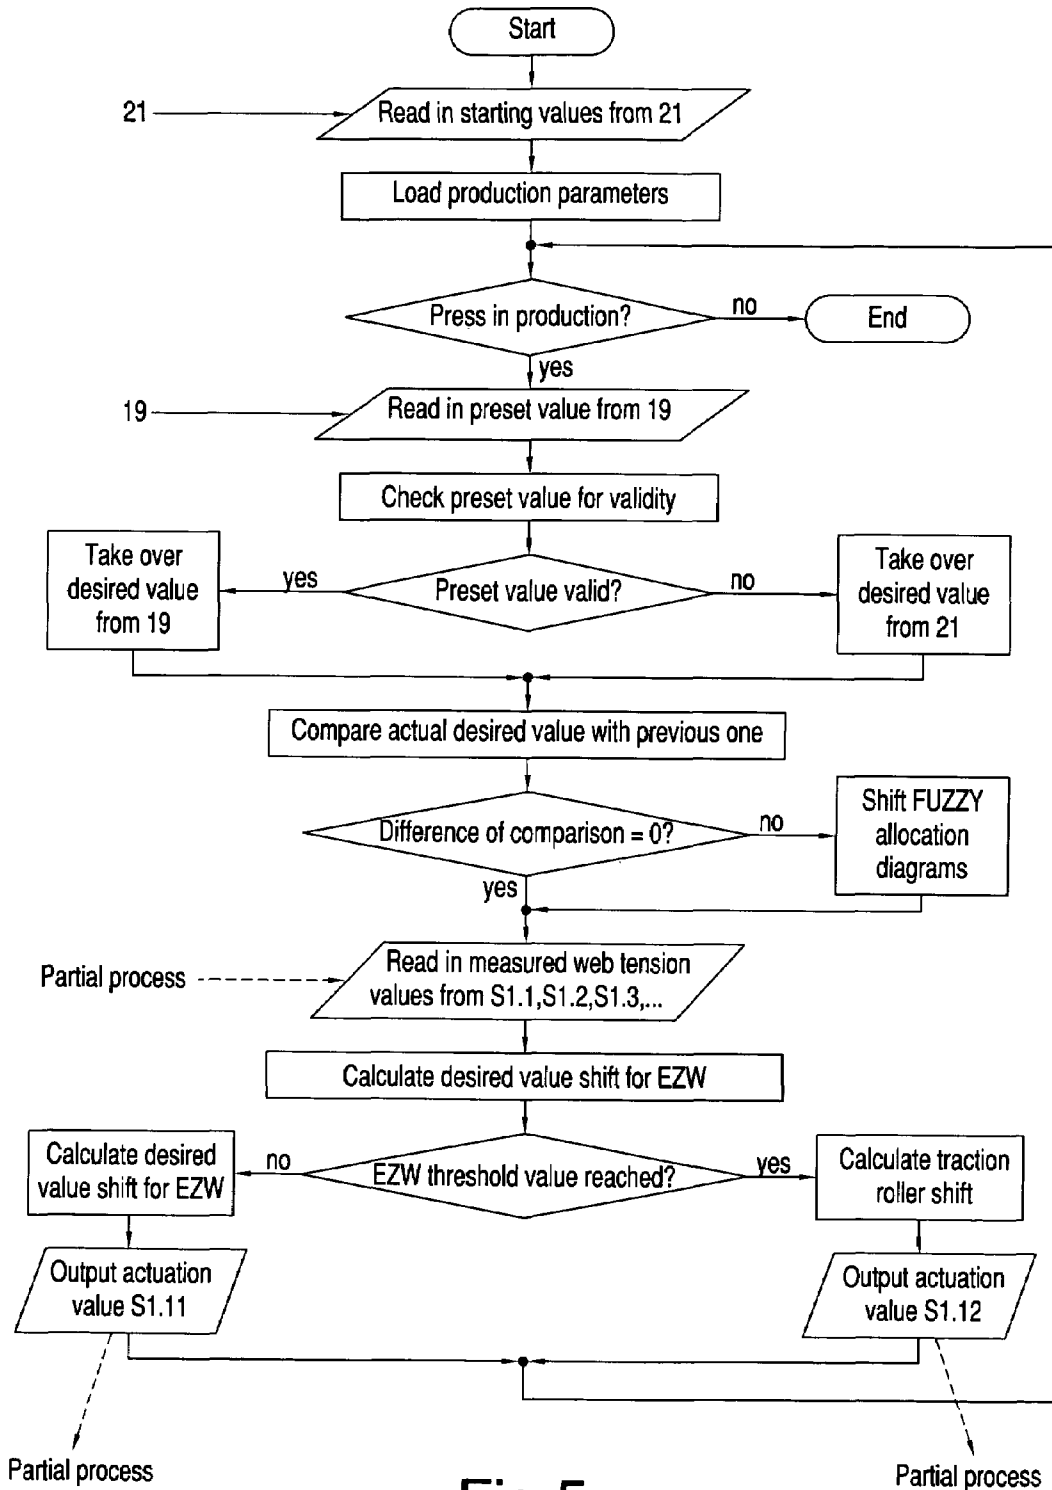 Start
21
Read in starting values from 21
Load production parameters
Press in production?
no
End
yes
19
Read in preset value from 19
Check preset value for validity
Take over
desired value
from 19
yes
Preset value valid?
no
Take over
desired value
from 21
Compare actual desired value with previous one
Difference of comparison = 0?
no
Shift FUZZY
allocation
diagrams
yes
Partial process
Read in measured web tension
values from S1.1,S1.2,S1.3,...
Calculate desired value shift for EZW
Calculate desired
value shift for EZW
no
EZW threshold value reached?
yes
Calculate traction
roller shift
Output actuation
value S1.11
Output actuation
value S1.12
Partial process
Partial process
Fig 5